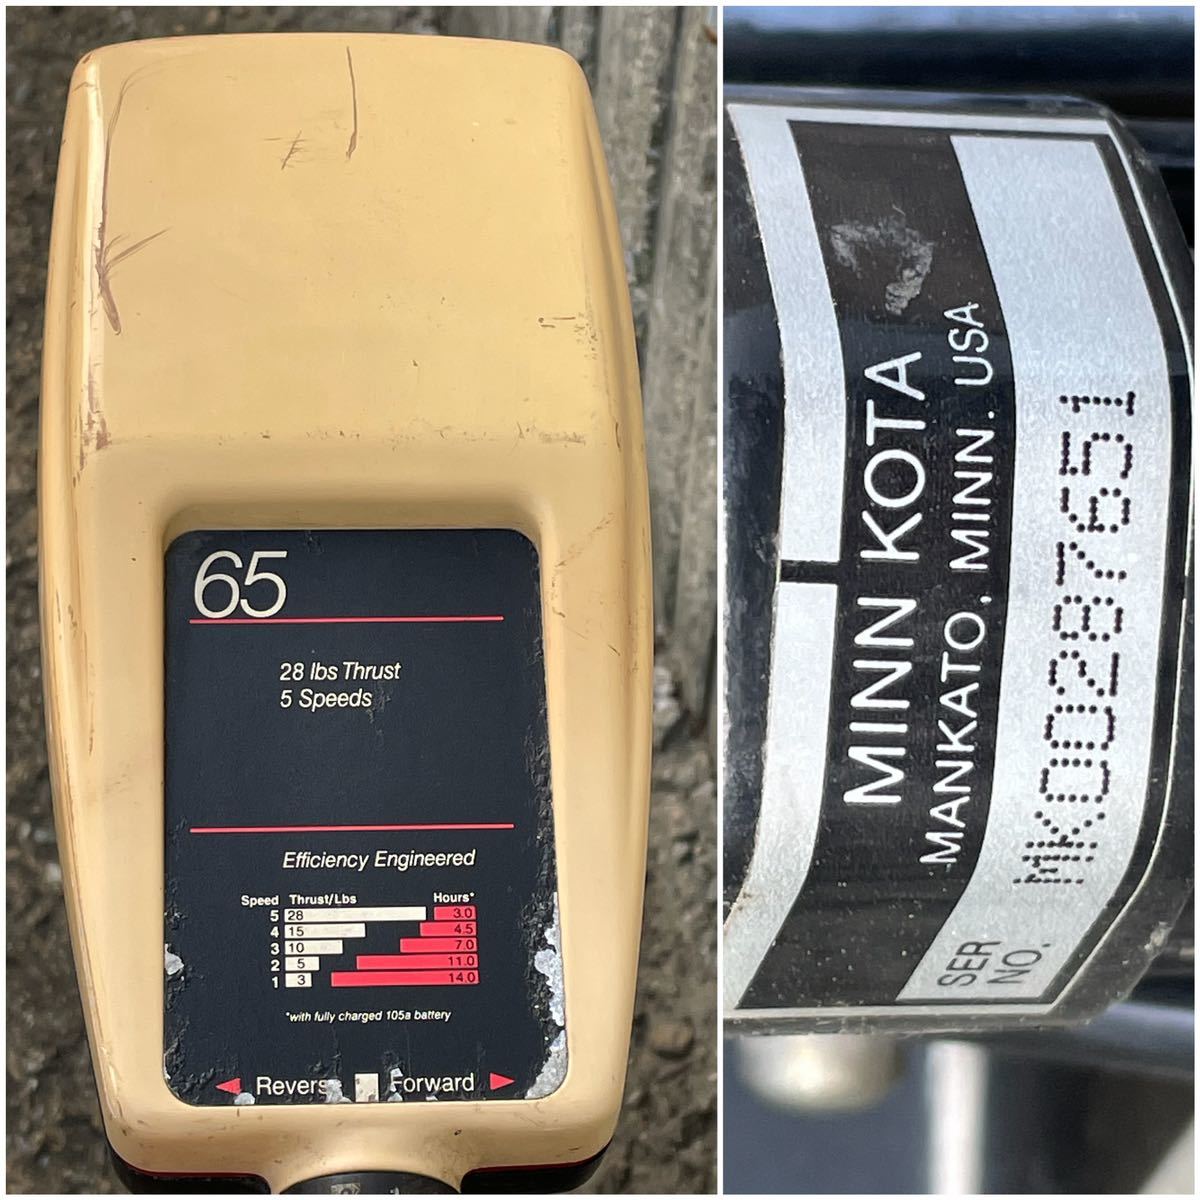 65
28 lbs Thrust
5 Speeds
Efficiency Engineered
Speed Thrust/Lbs Hours*
5 28 3.0
4 15 4.5
3 10 7.0
2 5 11.0
1 3 14.0
*with fully charged 105a battery
Revers Forward
MINN KOTA
MANKATO, MINN. USA
SER NO. MK00287651